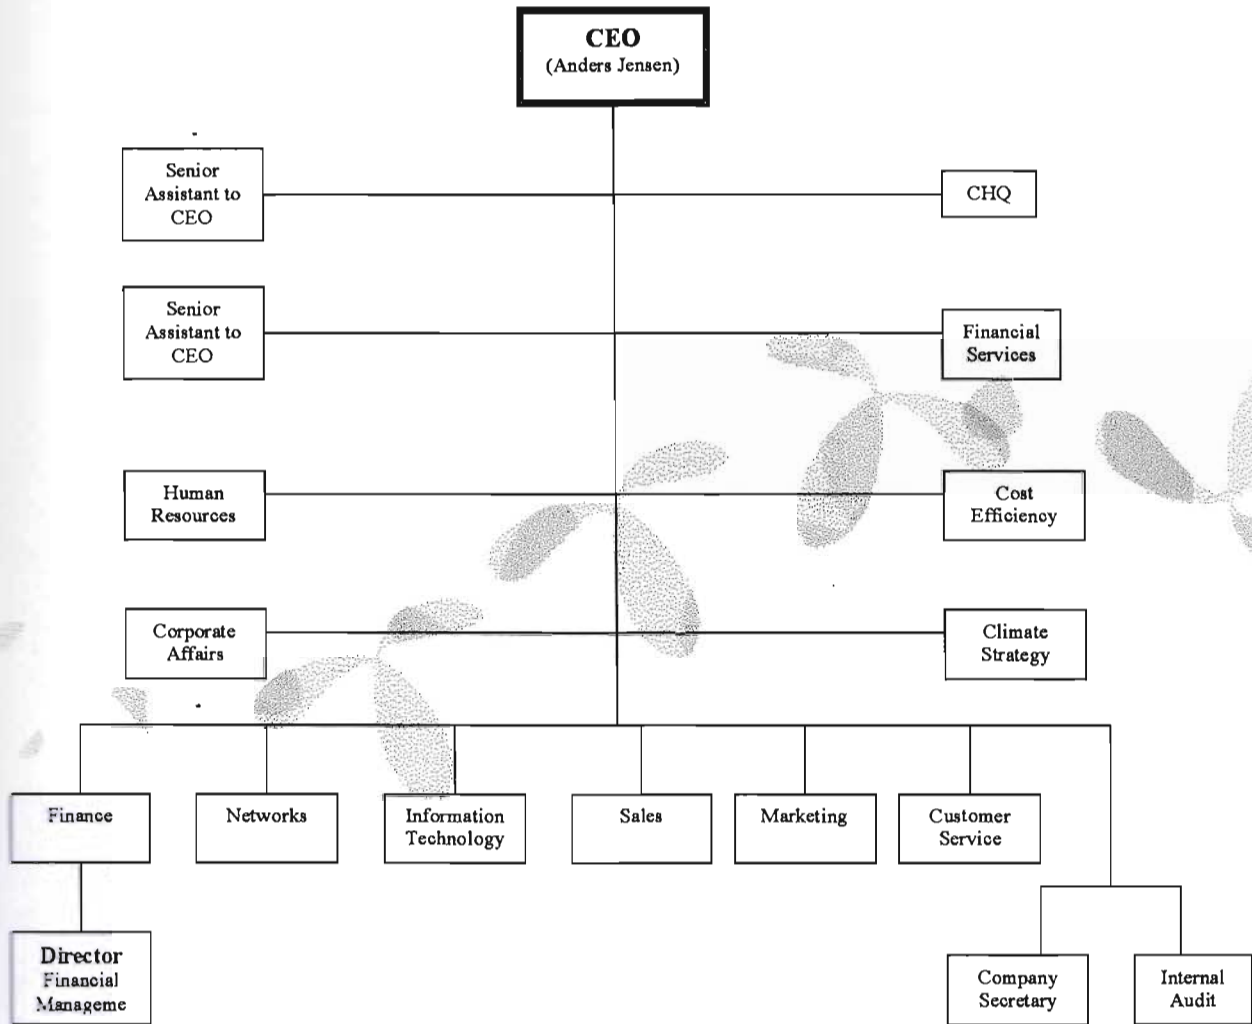 CEO
(Anders Jensen)
Senior
Assistant to
CEO
CHQ
Senior
Assistant to
CEO
Financial
Services
Human
Resources
Cost
Efficiency
Corporate
Affairs
Climate
Strategy
Finance
Networks
Information
Technology
Sales
Marketing
Customer
Service
Director
Financial
Manageme
Company
Secretary
Internal
Audit